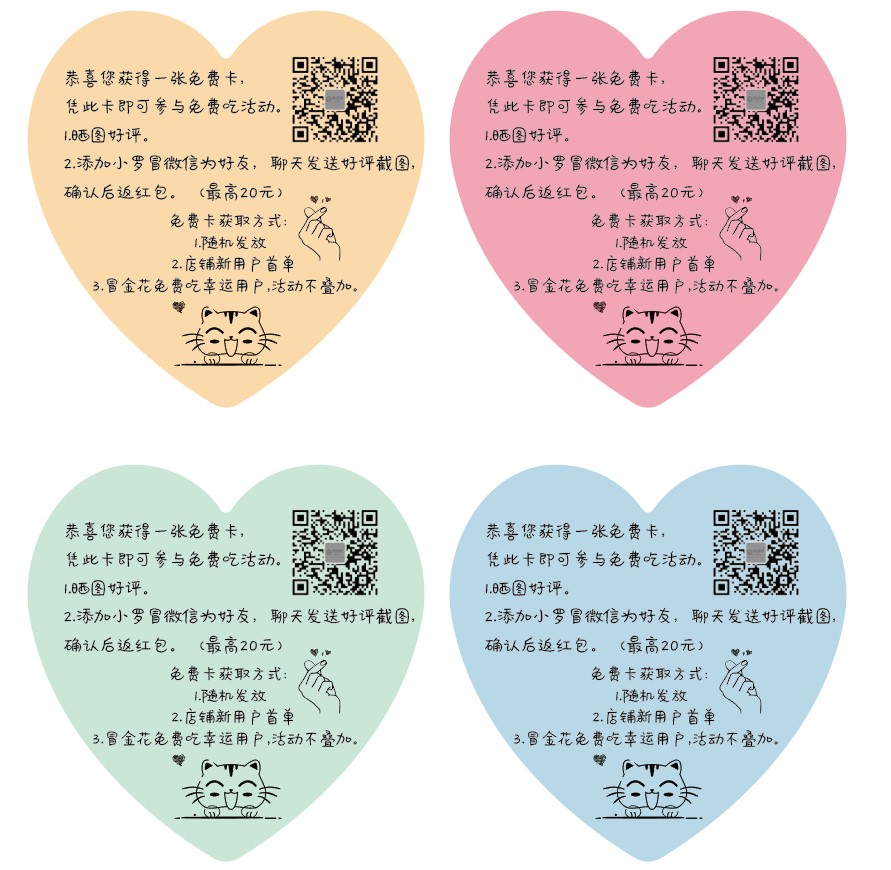 恭喜您获得一张免费卡，
凭此卡即可参与免费吃活动。
1.晒图好评。
2.添加小罗冒微信为好友， 聊天发送好评截图，
确认后返红包。 （最高20元）
免费卡获取方式:
1.随机发放
2.店铺新用户首单
3.冒金花免费吃幸运用户,活动不叠加。
恭喜您获得一张免费卡，
凭此卡即可参与免费吃活动。
1.晒图好评。
2.添加小罗冒微信为好友， 聊天发送好评截图，
确认后返红包。 （最高20元）
免费卡获取方式:
1.随机发放
2.店铺新用户首单
3.冒金花免费吃幸运用户,活动不叠加。
恭喜您获得一张免费卡，
凭此卡即可参与免费吃活动。
1.晒图好评。
2.添加小罗冒微信为好友， 聊天发送好评截图，
确认后返红包。 （最高20元）
免费卡获取方式:
1.随机发放
2.店铺新用户首单
3.冒金花免费吃幸运用户,活动不叠加。
恭喜您获得一张免费卡，
凭此卡即可参与免费吃活动。
1.晒图好评。
2.添加小罗冒微信为好友， 聊天发送好评截图，
确认后返红包。 （最高20元）
免费卡获取方式:
1.随机发放
2.店铺新用户首单
3.冒金花免费吃幸运用户,活动不叠加。